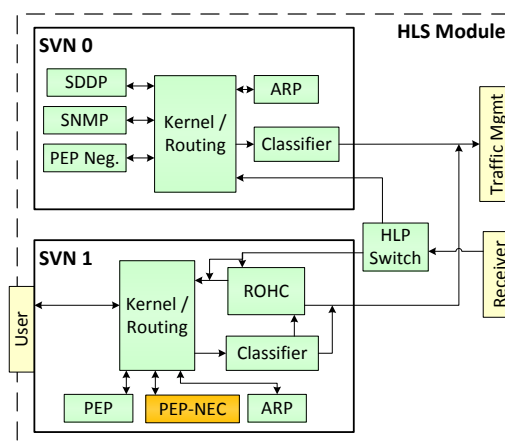 HLS Module
SVN 0
SDDP
SNMP
PEP Neg.
Kernel /
Routing
ARP
Classifier
Traffic Mgmt
HLP
Switch
Receiver
SVN 1
User
Kernel /
Routing
ROHC
Classifier
PEP
PEP-NEC
ARP